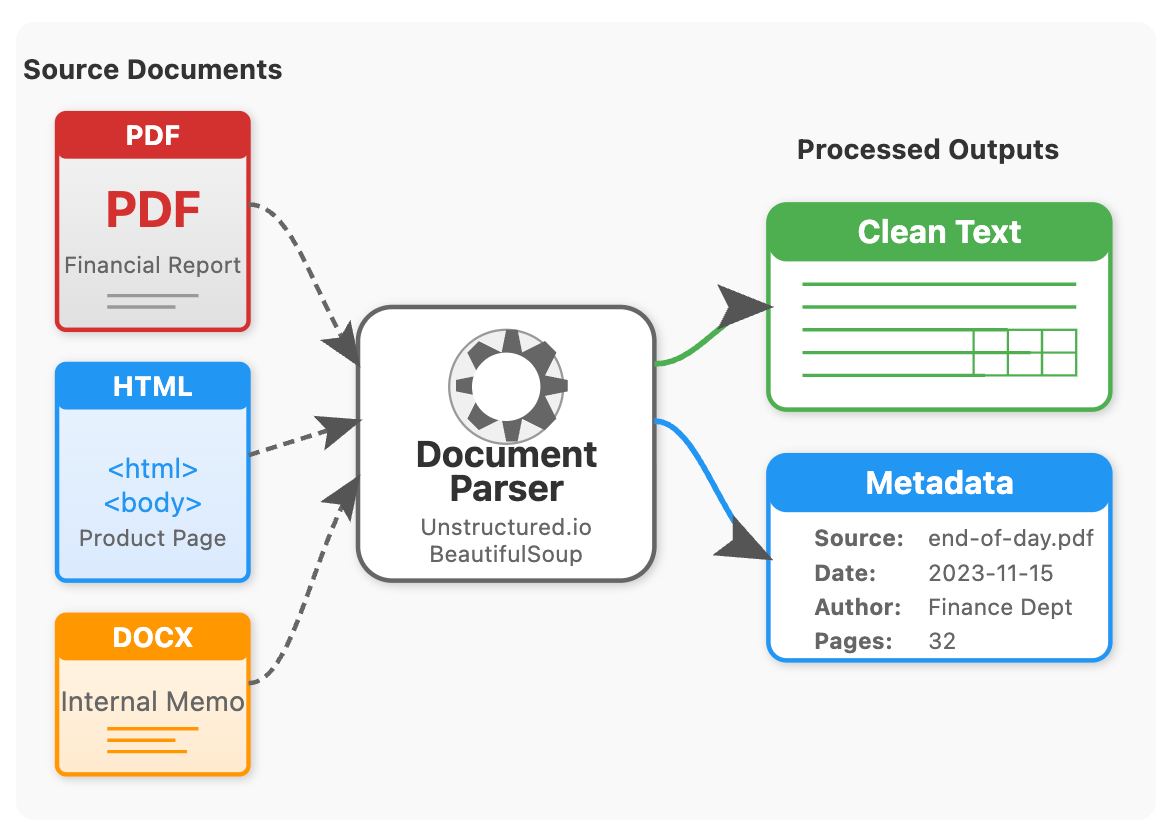 Source Documents
PDF
PDF
Financial Report
HTML
<html>
<body>
Product Page
DOCX
Internal Memo
Document
Parser
Unstructured.io
BeautifulSoup
Processed Outputs
Clean Text
Metadata
Source: end-of-day.pdf
Date: 2023-11-15
Author: Finance Dept
Pages: 32